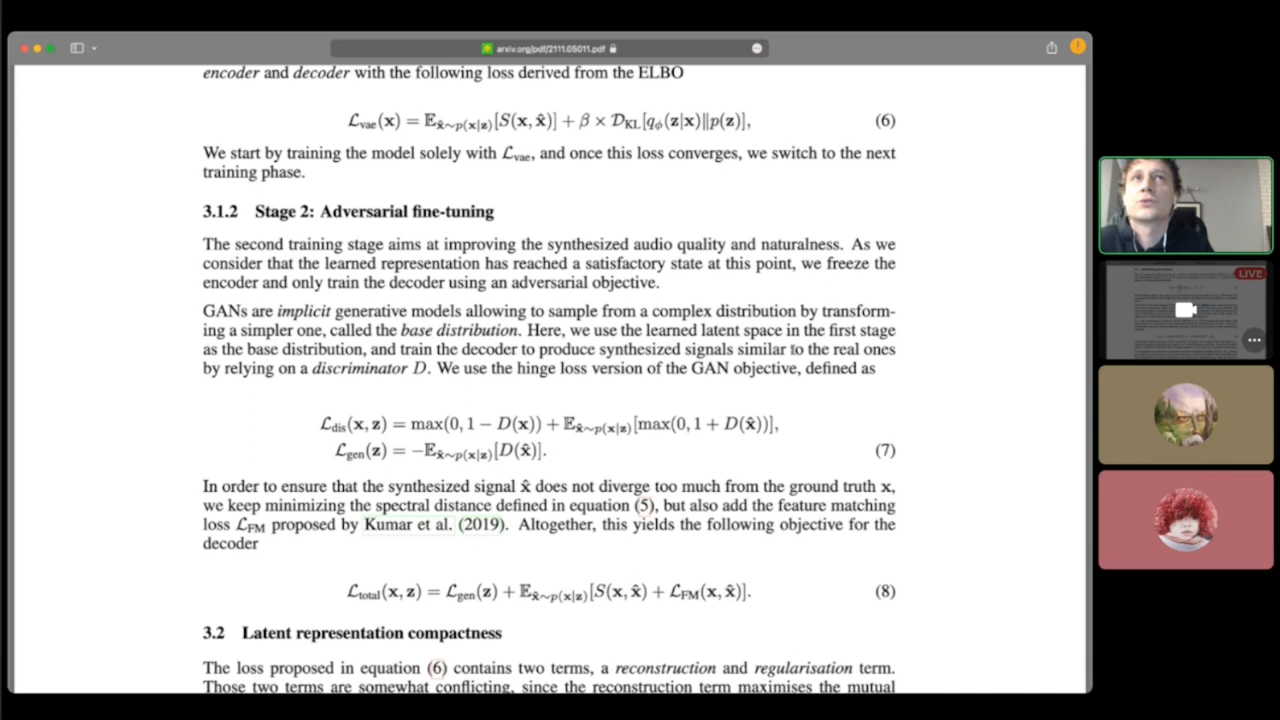 arxiv.org/pdf/2111.05011.pdf
encoder and decoder with the following loss derived from the ELBO
ℒvae(x) = 𝔼x̂∼p(x|z)[S(x, x̂)] + β × 𝒟KL[qϕ(z|x)‖p(z)], (6)
We start by training the model solely with ℒvae, and once this loss converges, we switch to the next
training phase.
3.1.2 Stage 2: Adversarial fine-tuning
The second training stage aims at improving the synthesized audio quality and naturalness. As we
consider that the learned representation has reached a satisfactory state at this point, we freeze the
encoder and only train the decoder using an adversarial objective.
GANs are implicit generative models allowing to sample from a complex distribution by transform-
ing a simpler one, called the base distribution. Here, we use the learned latent space in the first stage
as the base distribution, and train the decoder to produce synthesized signals similar to the real ones
by relying on a discriminator D. We use the hinge loss version of the GAN objective, defined as
ℒdis(x, z) = max(0, 1 − D(x)) + 𝔼x̂∼p(x|z)[max(0, 1 + D(x̂))],
ℒgen(z) = −𝔼x̂∼p(x|z)[D(x̂)]. (7)
In order to ensure that the synthesized signal x̂ does not diverge too much from the ground truth x,
we keep minimizing the spectral distance defined in equation (5), but also add the feature matching
loss ℒFM proposed by Kumar et al. (2019). Altogether, this yields the following objective for the
decoder
ℒtotal(x, z) = ℒgen(z) + 𝔼x̂∼p(x|z)[S(x, x̂) + ℒFM(x, x̂)]. (8)
3.2 Latent representation compactness
The loss proposed in equation (6) contains two terms, a reconstruction and regularisation term.
Those two terms are somewhat conflicting, since the reconstruction term maximises the mutual
LIVE